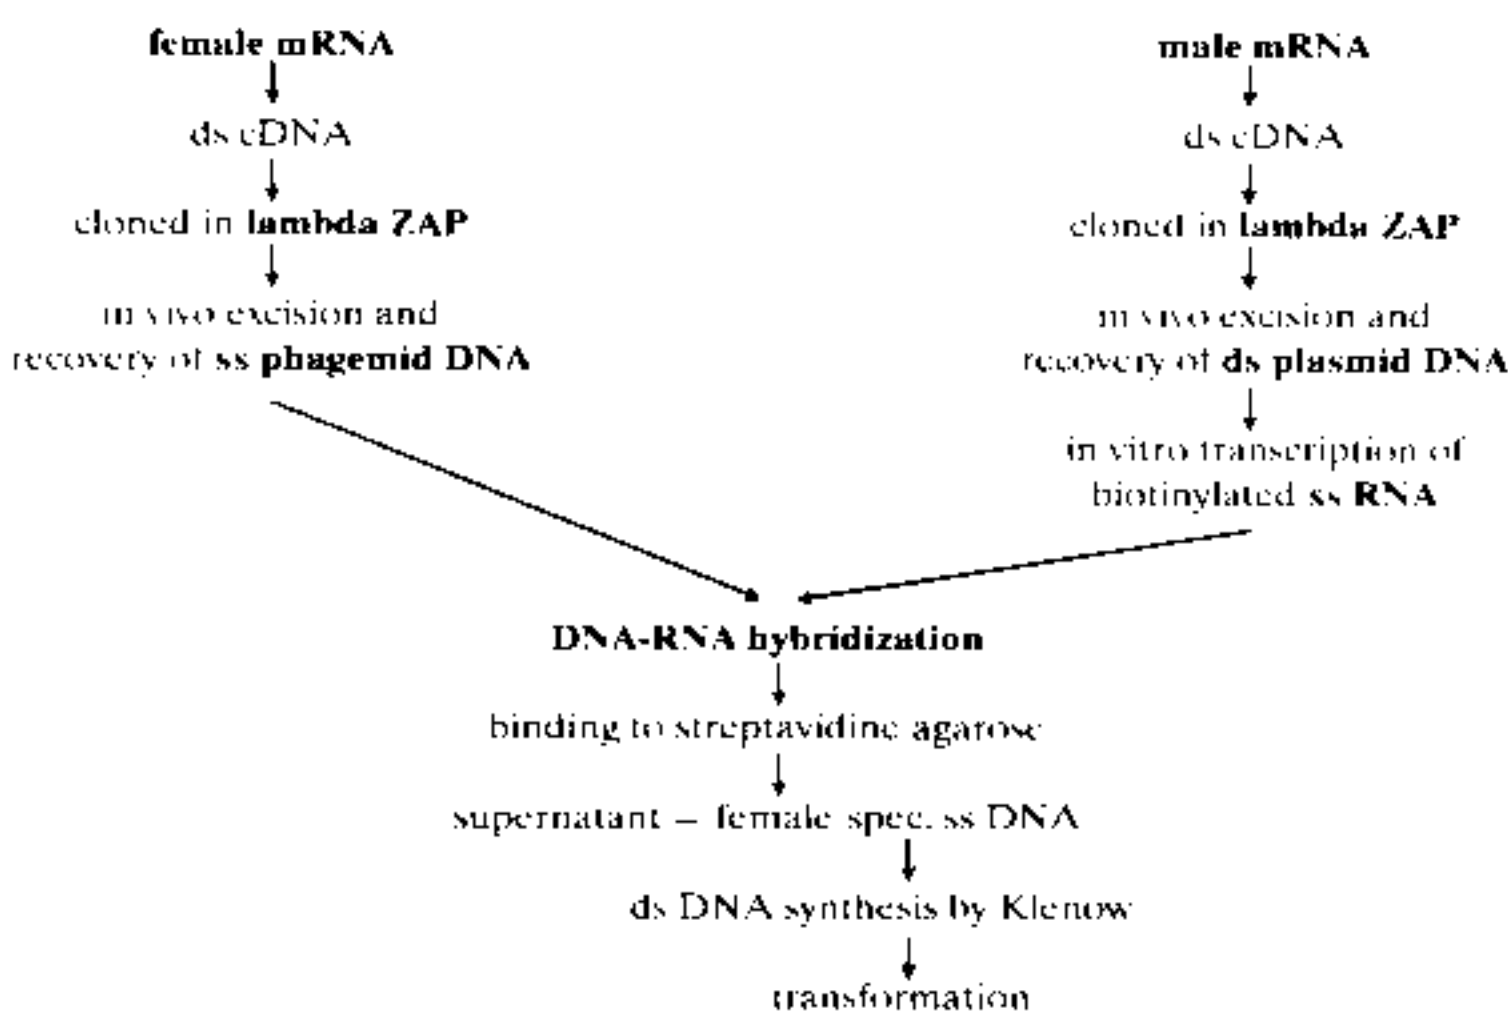 female mRNA
ds cDNA
cloned in lambda ZAP
in vivo excision and
recovery of ss phagemid DNA
male mRNA
ds cDNA
cloned in lambda ZAP
in vivo excision and
recovery of ds plasmid DNA
in vitro transcription of
biotinylated ss RNA
DNA-RNA hybridization
binding to streptavidine agarose
supernatant = female spec. ss DNA
ds DNA synthesis by Klenow
transformation